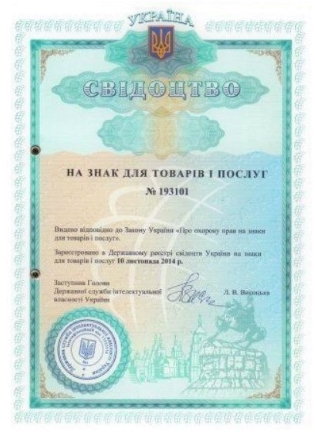 УКРАЇНА
СВІДОЦТВО
НА ЗНАК ДЛЯ ТОВАРІВ І ПОСЛУГ
№ 193101
Видано відповідно до Закону України «Про охорону прав на знаки
для товарів і послуг».
Зареєстровано в Державному реєстрі свідоцтв України на знаки
для товарів і послуг 10 листопада 2014 р.
Заступник Голови
Державної служби інтелектуальної
власності України